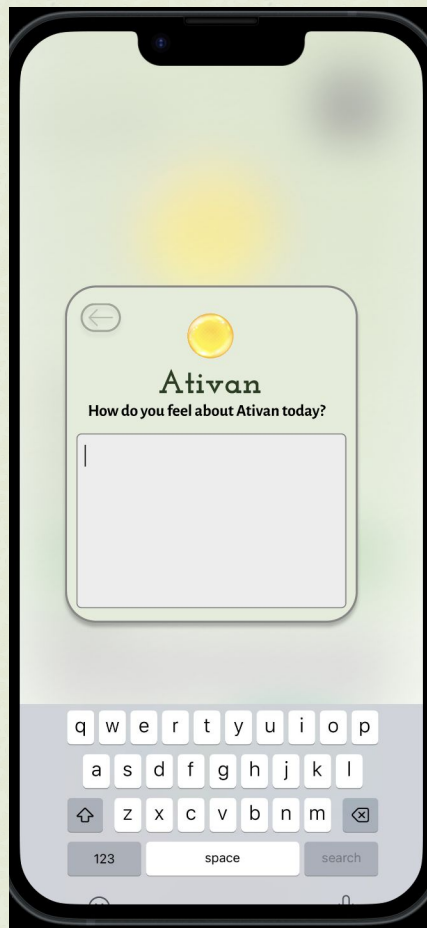 Ativan
How do you feel about Ativan today?
q w e r t y u i o p
a s d f g h j k l
z x c v b n m
123 space search